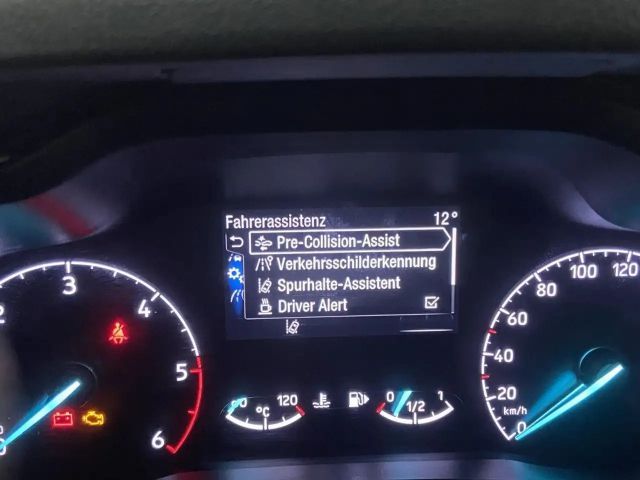 Fahrerassistenz 12°
Pre-Collision-Assist
Verkehrsschilderkennung
Spurhalte-Assistent
Driver Alert
3
4
5
6
120
°C
0 1/2 1
0
20
40
60
80
100
120
km/h